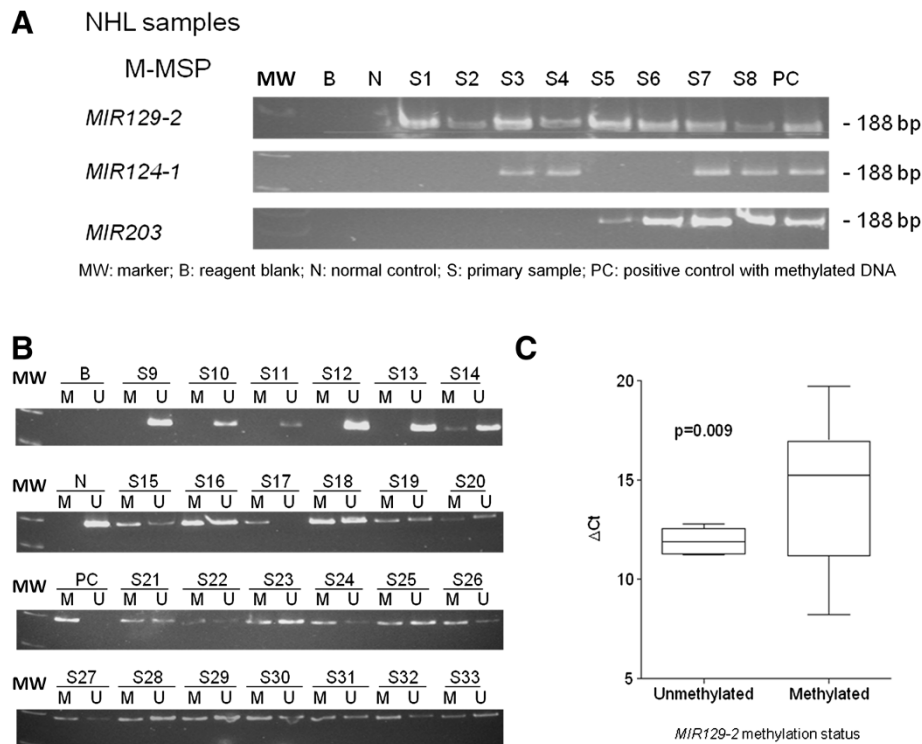 A NHL samples
M-MSP
MW B N S1 S2 S3 S4 S5 S6 S7 S8 PC
MIR129-2 - 188 bp
MIR124-1 - 188 bp
MIR203 - 188 bp
MW: marker; B: reagent blank; N: normal control; S: primary sample; PC: positive control with methylated DNA
B
MW B S9 S10 S11 S12 S13 S14
M U M U M U M U M U M U M U
MW N S15 S16 S17 S18 S19 S20
M U M U M U M U M U M U M U
MW PC S21 S22 S23 S24 S25 S26
M U M U M U M U M U M U M U
MW S27 S28 S29 S30 S31 S32 S33
M U M U M U M U M U M U M U
C
20
p=0.009
15
ΔCt
10
5
Unmethylated Methylated
MIR129-2 methylation status